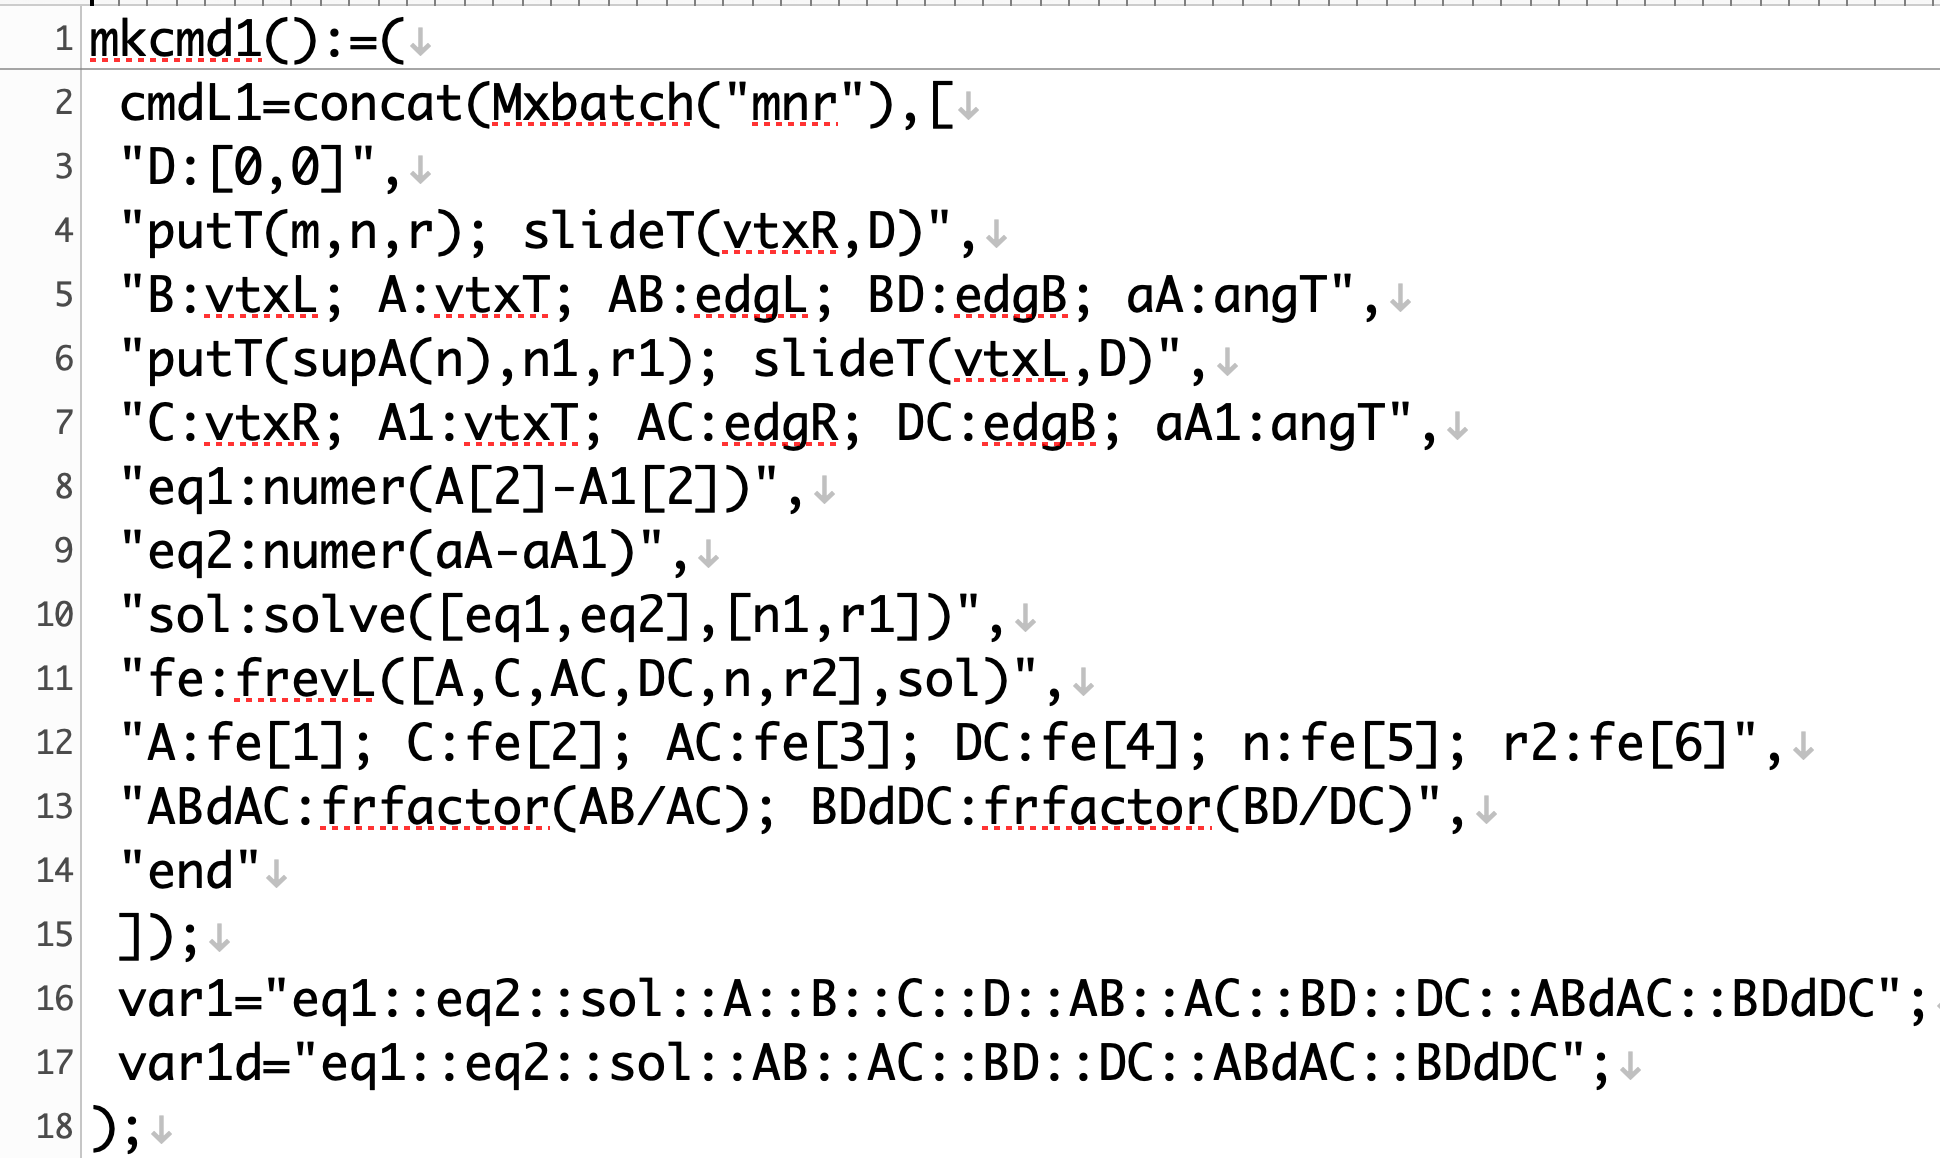 1 mkcmd1():=(↓
2 cmdL1=concat(Mxbatch("mnr"),[↓
3 "D:[0,0]",↓
4 "putT(m,n,r); slideT(vtxR,D)",↓
5 "B:vtxL; A:vtxT; AB:edgL; BD:edgB; aA:angT",↓
6 "putT(supA(n),n1,r1); slideT(vtxL,D)",↓
7 "C:vtxR; A1:vtxT; AC:edgR; DC:edgB; aA1:angT",↓
8 "eq1:numer(A[2]-A1[2])",↓
9 "eq2:numer(aA-aA1)",↓
10 "sol:solve([eq1,eq2],[n1,r1])",↓
11 "fe:frevL([A,C,AC,DC,n,r2],sol)",↓
12 "A:fe[1]; C:fe[2]; AC:fe[3]; DC:fe[4]; n:fe[5]; r2:fe[6]",↓
13 "ABdAC:frfactor(AB/AC); BDdDC:frfactor(BD/DC)",↓
14 "end"↓
15 ]);↓
16 var1="eq1::eq2::sol::A::B::C::D::AB::AC::BD::DC::ABdAC::BDdDC";↓
17 var1d="eq1::eq2::sol::AB::AC::BD::DC::ABdAC::BDdDC";↓
18 );↓